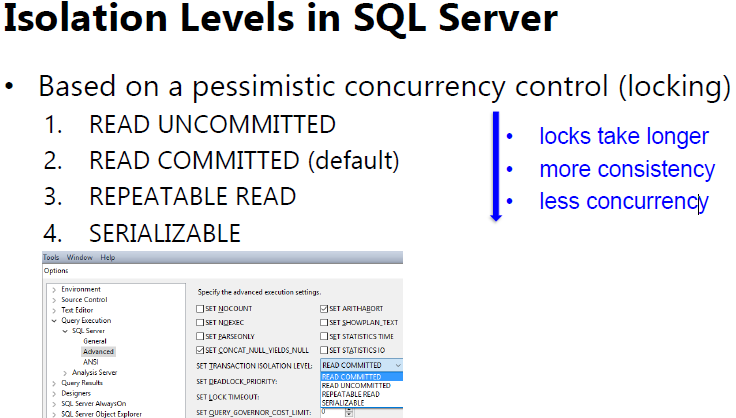 Isolation Levels in SQL Server
• Based on a pessimistic concurrency control (locking)
1. READ UNCOMMITTED
2. READ COMMITTED (default)
3. REPEATABLE READ
4. SERIALIZABLE
• locks take longer
• more consistency
• less concurrency
Tools Window Help
Options
Environment
Source Control
Text Editor
Query Execution
SQL Server
General
Advanced
ANSI
Analysis Server
Query Results
Designers
SQL Server AlwaysOn
SQL Server Object Explorer
Specify the advanced execution settings.
SET NOCOUNT
SET ARITHABORT
SET NOEXEC
SET SHOWPLAN_TEXT
SET PARSEONLY
SET STATISTICS TIME
SET CONCAT_NULL_YIELDS_NULL
SET STATISTICS IO
SET TRANSACTION ISOLATION LEVEL:
READ COMMITTED
READ COMMITTED
READ UNCOMMITTED
REPEATABLE READ
SERIALIZABLE
SET DEADLOCK_PRIORITY:
SET LOCK TIMEOUT:
SET QUERY_GOVERNOR_COST_LIMIT:
0